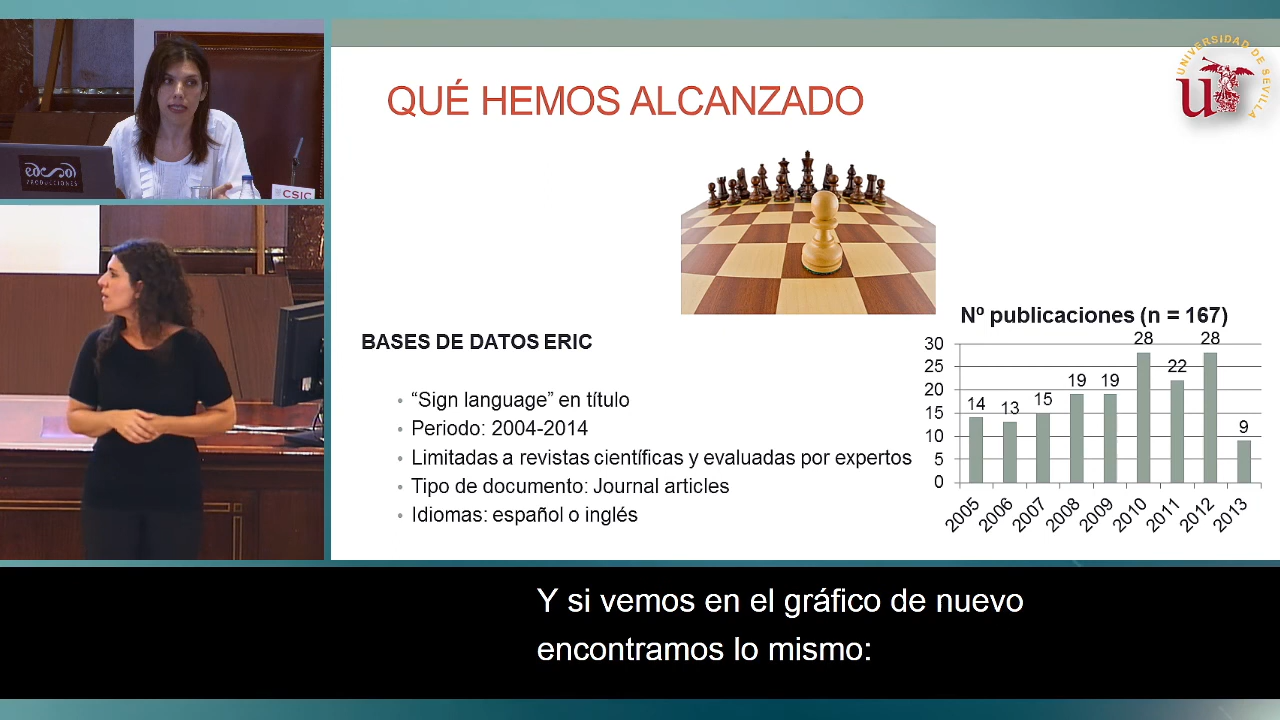 edsol
PRODUCCIONES
CSIC
QUÉ HEMOS ALCANZADO
UNIVERSIDAD DE SEVILLA
us
BASES DE DATOS ERIC
• “Sign language” en título
• Periodo: 2004-2014
• Limitadas a revistas científicas y evaluadas por expertos
• Tipo de documento: Journal articles
• Idiomas: español o inglés
Nº publicaciones (n = 167)
30
25
20
15
10
5
0
14
13
15
19
19
28
22
28
9
2005
2006
2007
2008
2009
2010
2011
2012
2013
Y si vemos en el gráfico de nuevo
encontramos lo mismo: